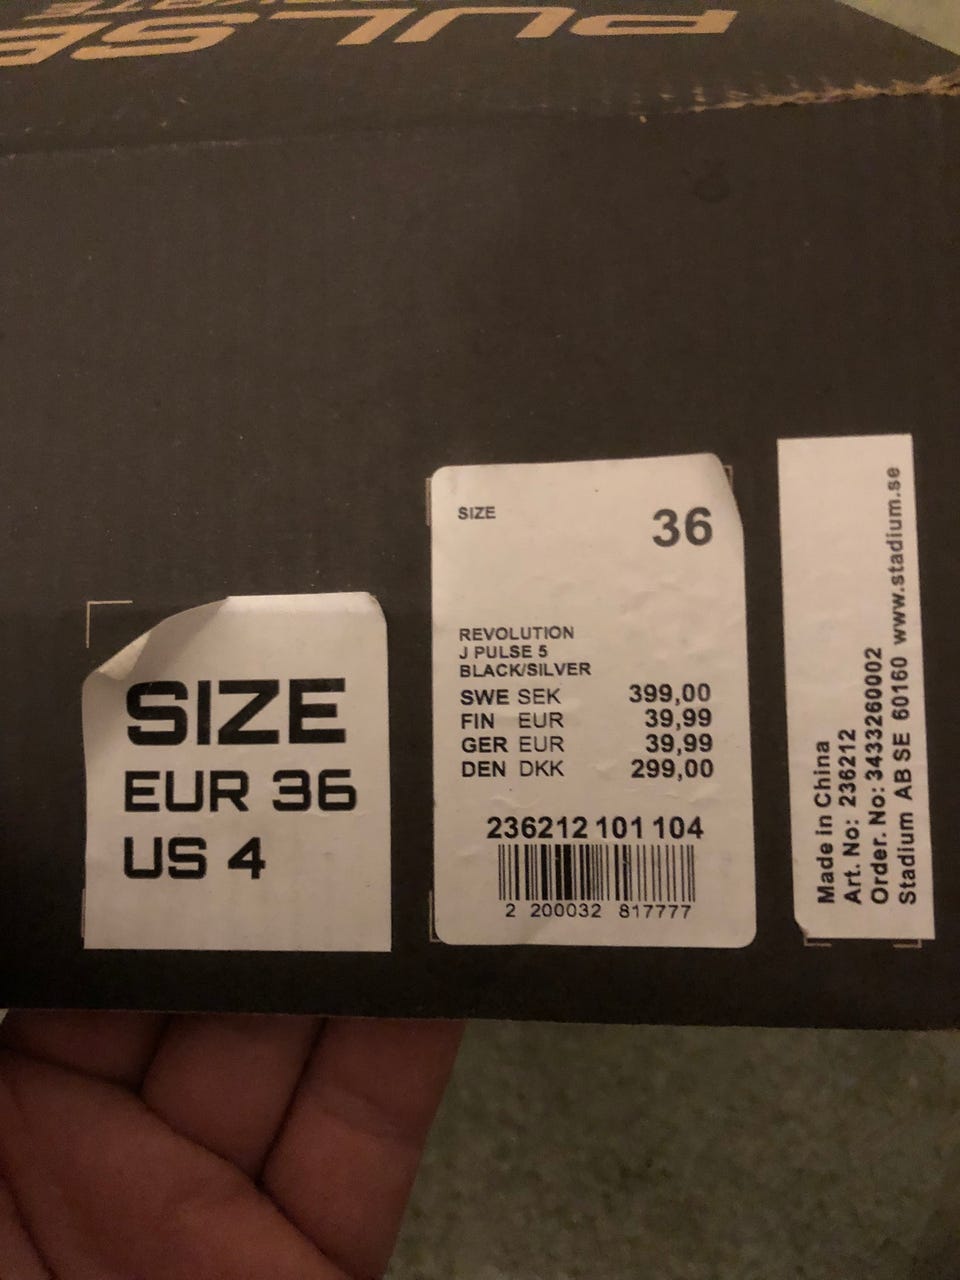 PULSE
SIZE
EUR 36
US 4
SIZE 36
REVOLUTION
J PULSE 5
BLACK/SILVER
SWE SEK 399,00
FIN EUR 39,99
GER EUR 39,99
DEN DKK 299,00
236212 101 104
2 200032 817777
Made in China
Art. No: 236212
Order. No: 3433260002
Stadium AB SE 60160 www.stadium.se